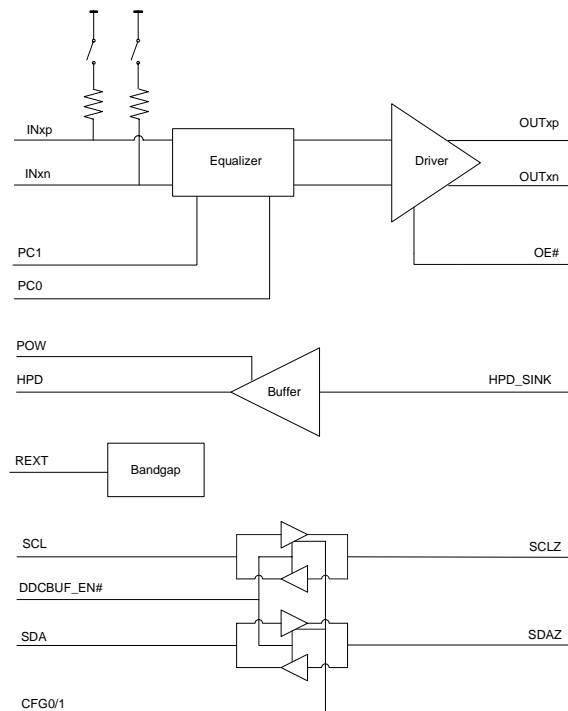 INxp
OUTxp
Equalizer
Driver
INxn
OUTxn
PC1
OE#
PC0
POW
HPD
Buffer
HPD_SINK
REXT
Bandgap
SCL
SCLZ
DDCBUF_EN#
SDA
SDAZ
CFG0/1